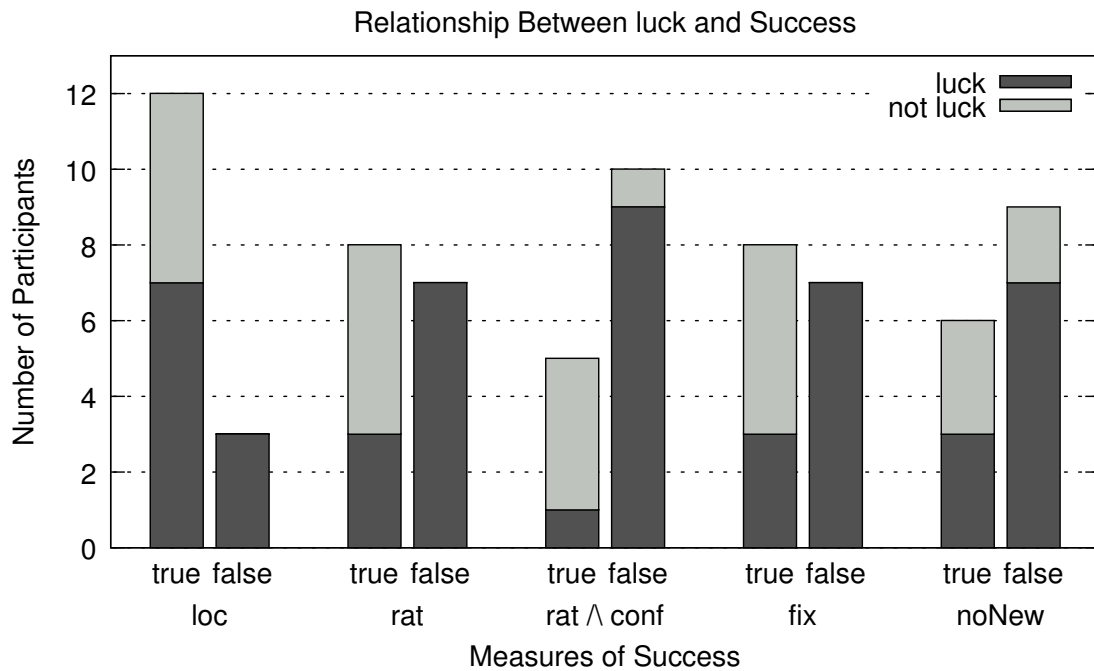 Relationship Between luck and Success
luck
not luck
Number of Participants
12
10
8
6
4
2
0
true false true false true false true false true false
loc rat rat /\ conf fix noNew
Measures of Success